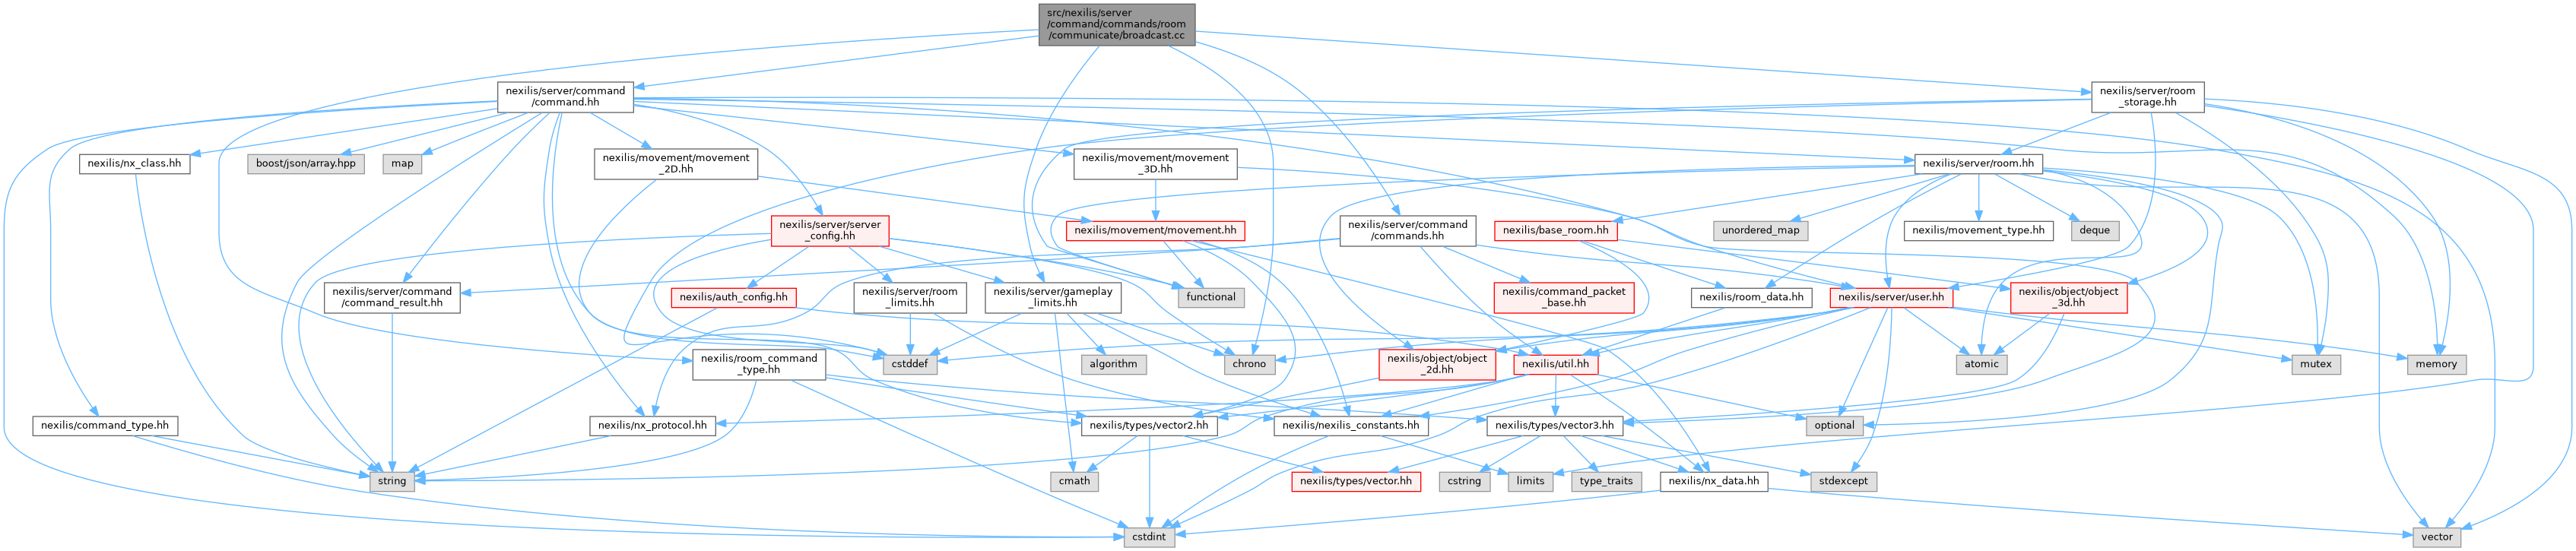 src/nexilis/server
/command/commands/room
/communicate/broadcast.cc
nexilis/server/command
/command.hh
nexilis/server/room
_storage.hh
nexilis/nx_class.hh
boost/json/array.hpp
map
nexilis/movement/movement
_2D.hh
nexilis/movement/movement
_3D.hh
nexilis/server/room.hh
nexilis/server/server
_config.hh
nexilis/movement/movement.hh
nexilis/server/command
/commands.hh
nexilis/base_room.hh
unordered_map
nexilis/movement_type.hh
deque
nexilis/server/command
/command_result.hh
nexilis/auth_config.hh
nexilis/server/room
_limits.hh
nexilis/server/gameplay
_limits.hh
functional
nexilis/command_packet
_base.hh
nexilis/room_data.hh
nexilis/server/user.hh
nexilis/object/object
_3d.hh
nexilis/room_command
_type.hh
cstddef
algorithm
chrono
nexilis/object/object
_2d.hh
nexilis/util.hh
atomic
mutex
memory
nexilis/command_type.hh
nexilis/nx_protocol.hh
nexilis/types/vector2.hh
nexilis/nexilis_constants.hh
nexilis/types/vector3.hh
optional
string
cmath
nexilis/types/vector.hh
cstring
limits
type_traits
nexilis/nx_data.hh
stdexcept
cstdint
vector